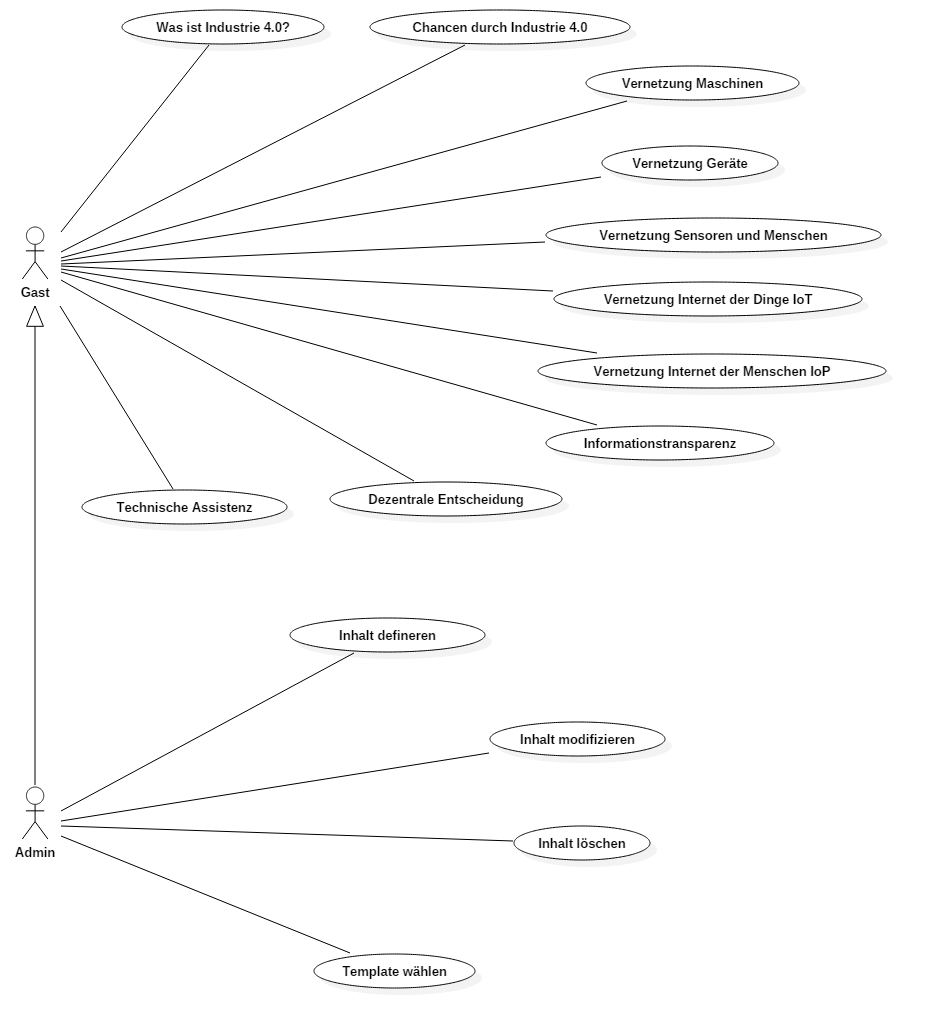 Was ist Industrie 4.0?
Chancen durch Industrie 4.0
Vernetzung Maschinen
Vernetzung Geräte
Vernetzung Sensoren und Menschen
Gast
Vernetzung Internet der Dinge IoT
Vernetzung Internet der Menschen IoP
Informationstransparenz
Dezentrale Entscheidung
Technische Assistenz
Inhalt defineren
Inhalt modifizieren
Inhalt löschen
Admin
Template wählen